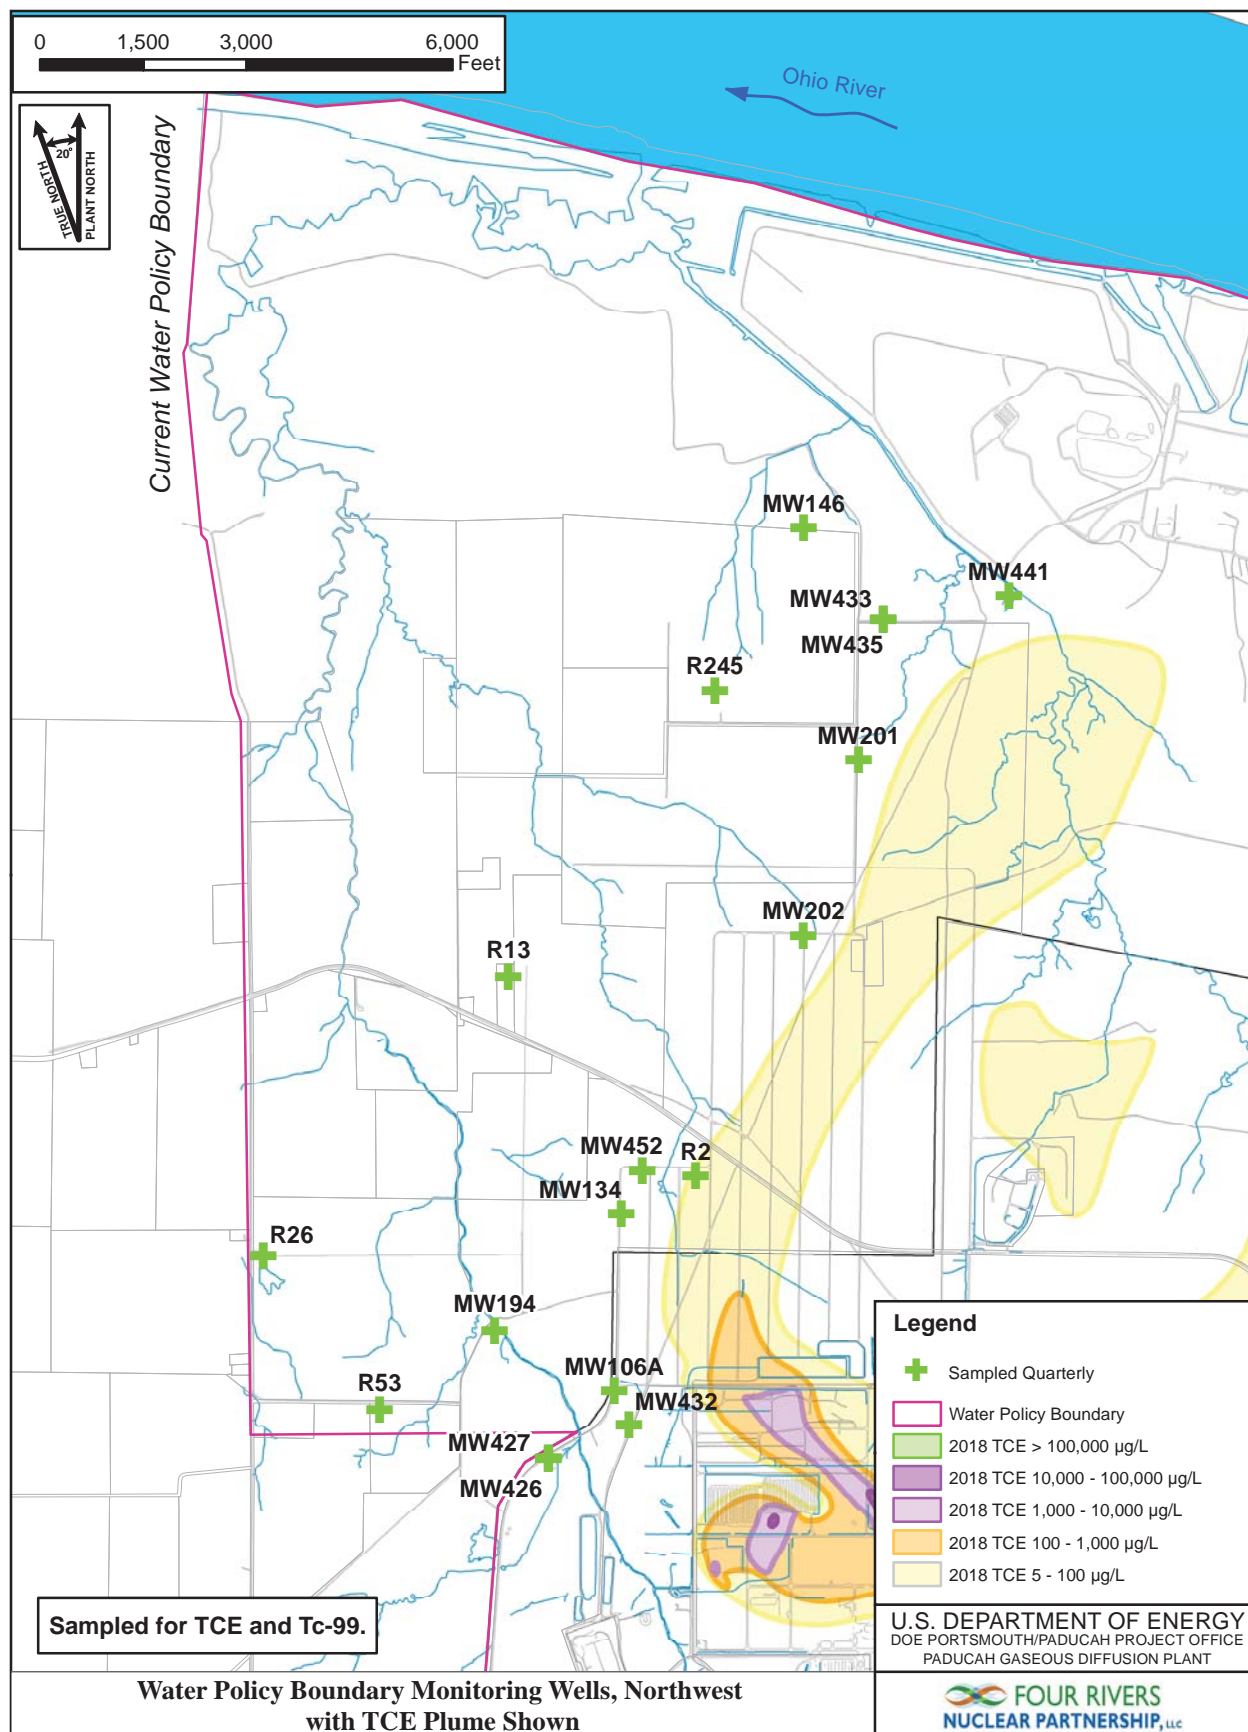 0 1,500 3,000 6,000
Feet
Ohio River
20°
TRUE NORTH
PLANT NORTH
Current Water Policy Boundary
MW146
MW441
MW433
MW435
R245
MW201
MW202
R13
MW452
R2
MW134
R26
MW194
MW106A
R53
MW432
MW427
MW426
Legend
Sampled Quarterly
Water Policy Boundary
2018 TCE > 100,000 µg/L
2018 TCE 10,000 - 100,000 µg/L
2018 TCE 1,000 - 10,000 µg/L
2018 TCE 100 - 1,000 µg/L
2018 TCE 5 - 100 µg/L
Sampled for TCE and Tc-99.
U.S. DEPARTMENT OF ENERGY
DOE PORTSMOUTH/PADUCAH PROJECT OFFICE
PADUCAH GASEOUS DIFFUSION PLANT
Water Policy Boundary Monitoring Wells, Northwest
with TCE Plume Shown
FOUR RIVERS
NUCLEAR PARTNERSHIP, LLC